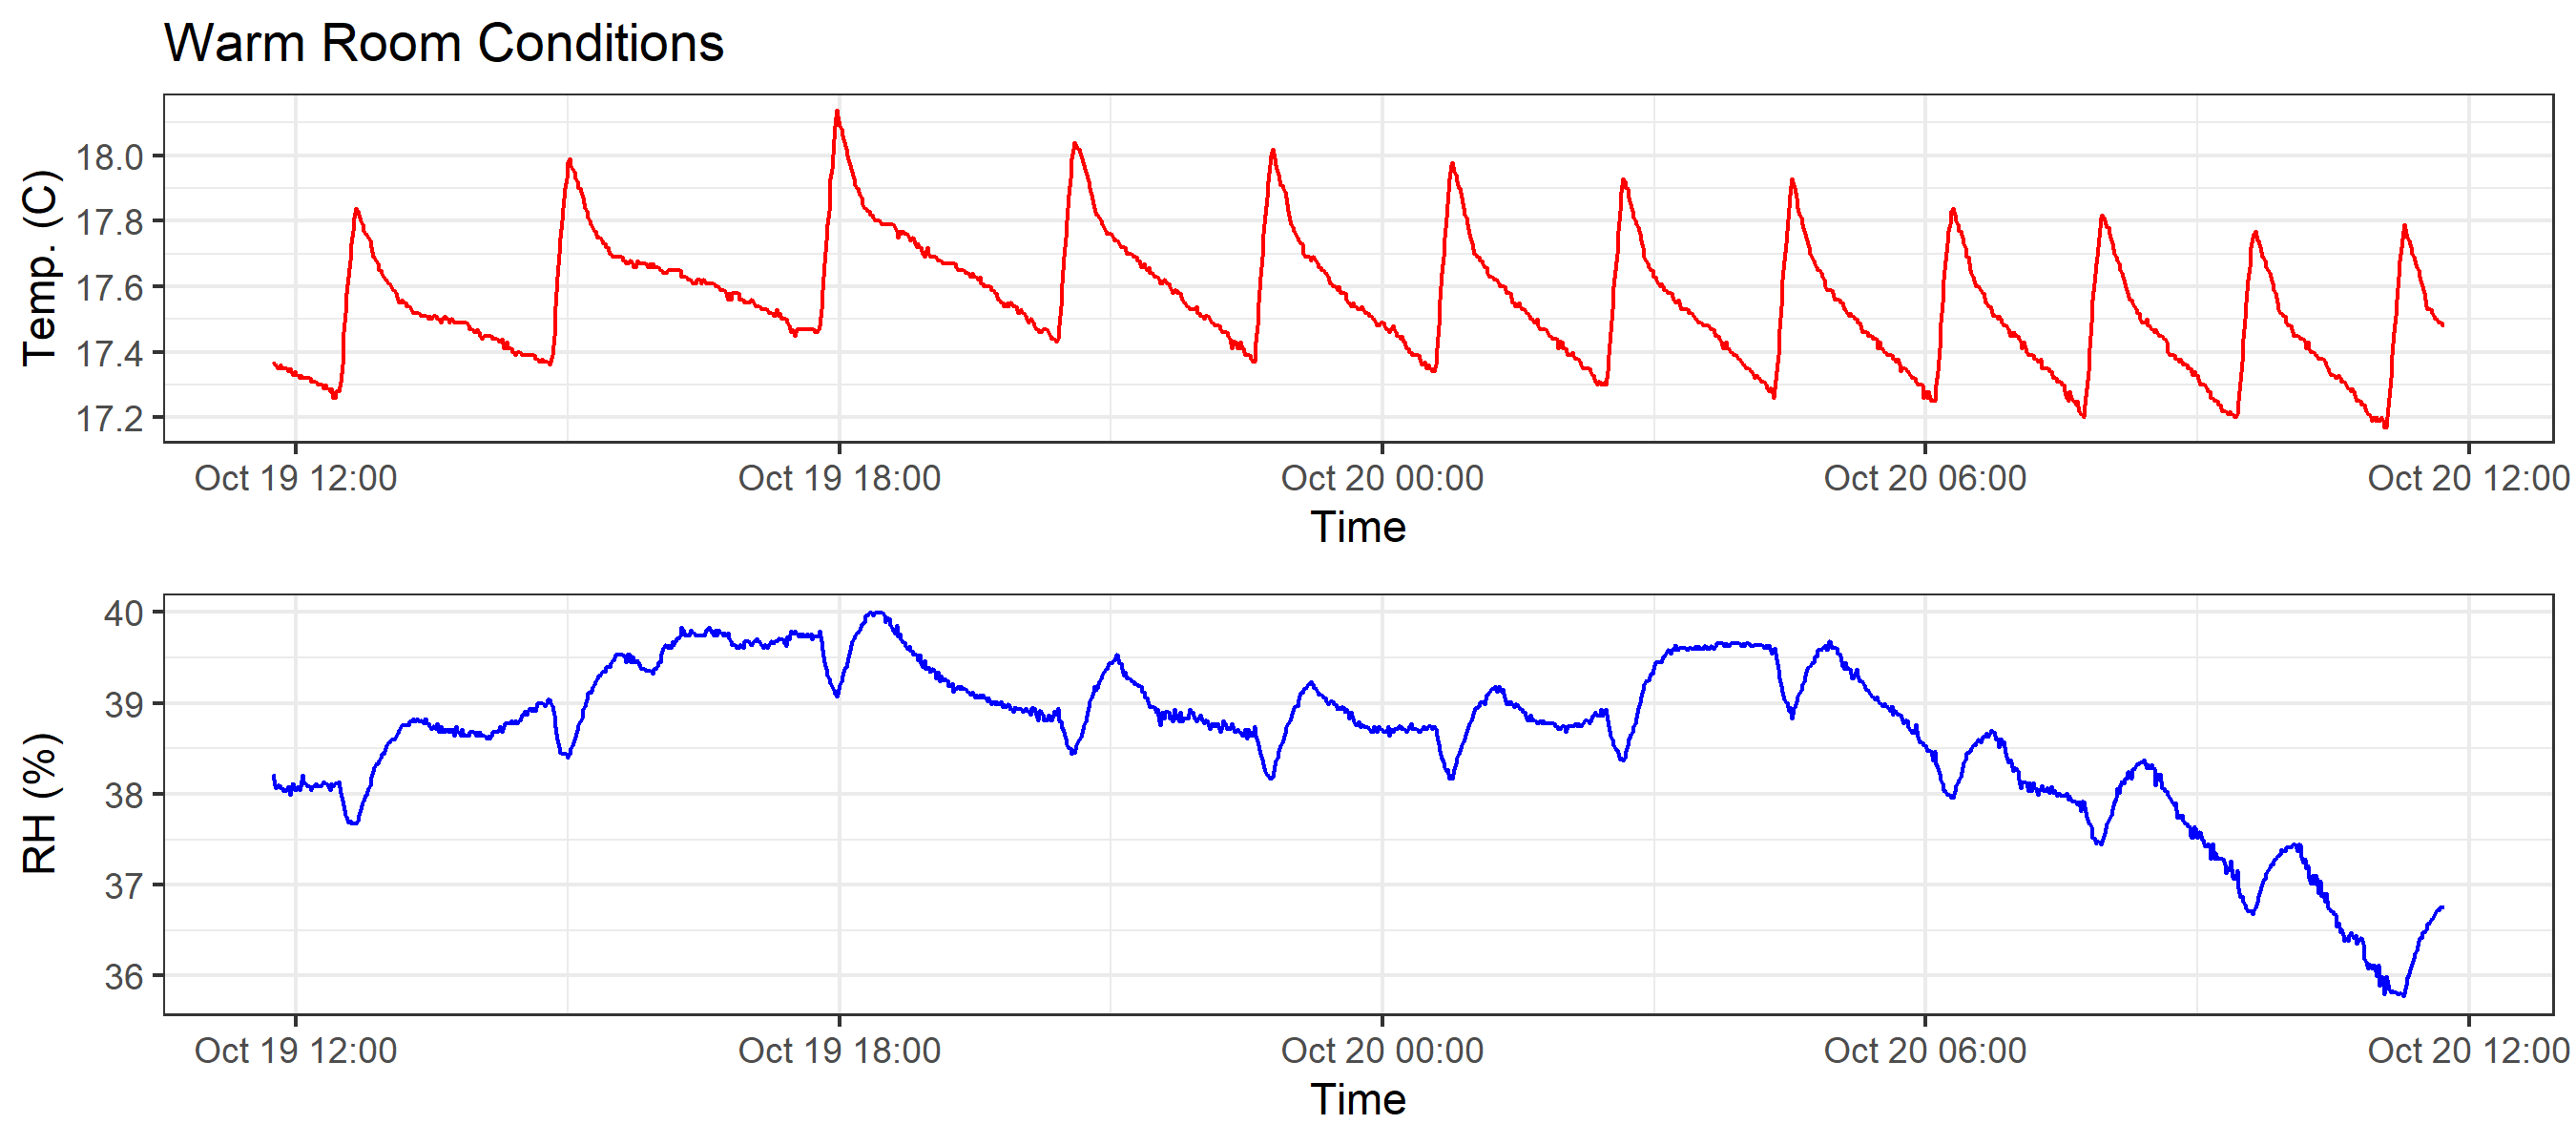 Warm Room Conditions
Temp. (C)
18.0
17.8
17.6
17.4
17.2
Oct 19 12:00 Oct 19 18:00 Oct 20 00:00 Oct 20 06:00 Oct 20 12:00
Time
RH (%)
40
39
38
37
36
Oct 19 12:00 Oct 19 18:00 Oct 20 00:00 Oct 20 06:00 Oct 20 12:00
Time